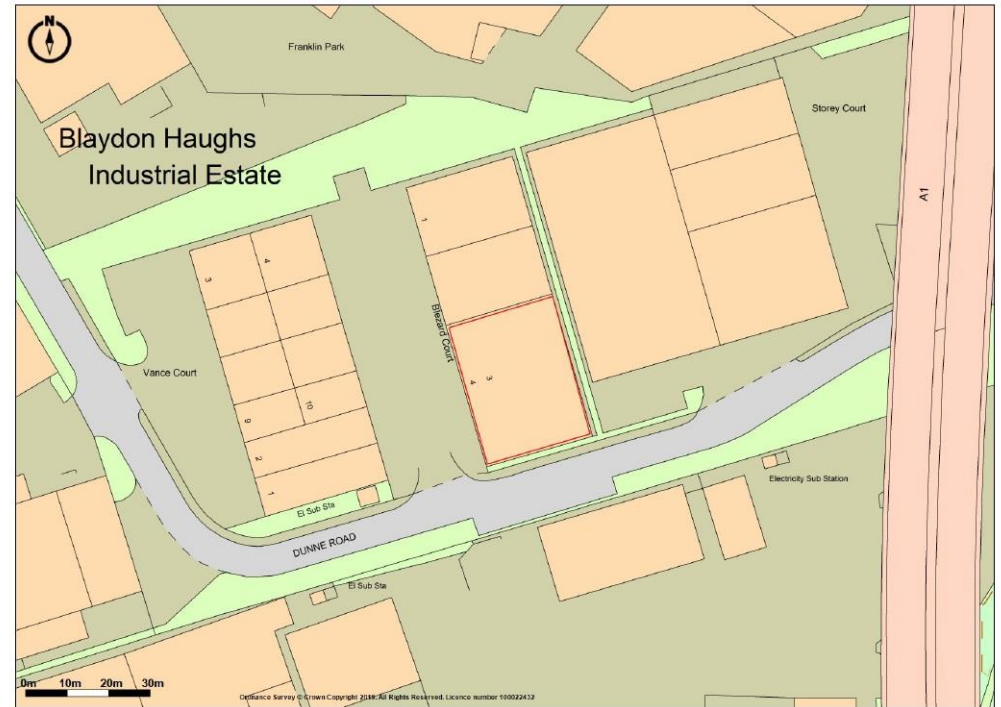 N
Franklin Park
Blaydon Haughs
Industrial Estate
Storey Court
A1
1
4
3
Blezard Court
Vance Court
3
4
10
9
2
1
El Sub Sta
Electricity Sub Station
DUNNE ROAD
El Sub Sta
0m 10m 20m 30m
Ordnance Survey © Crown Copyright 2019. All Rights Reserved. Licence number 100022432